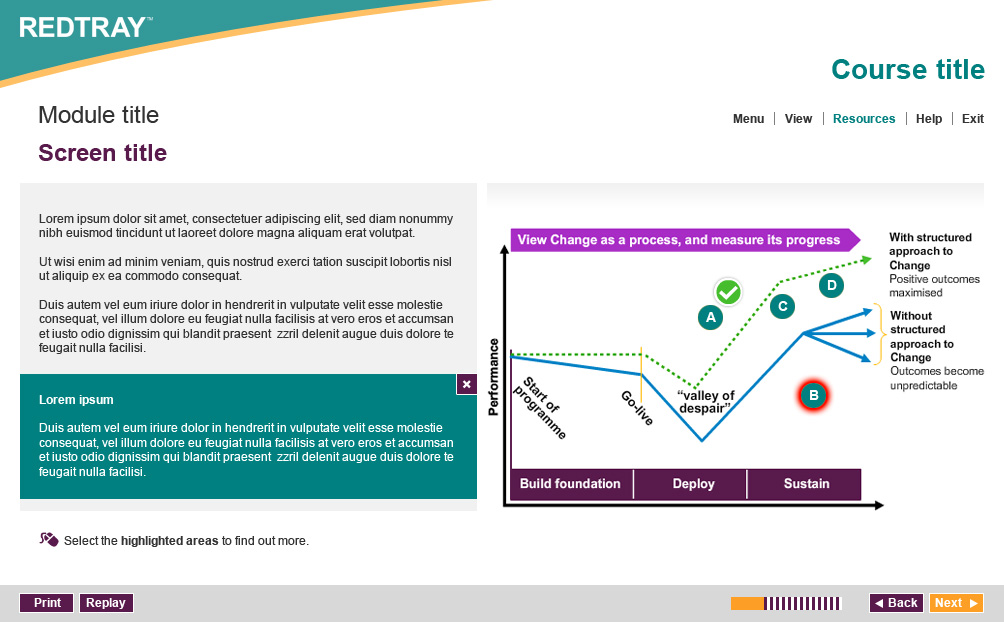 REDTRAY™
Course title
Module title
Menu | View | Resources | Help | Exit
Screen title
Lorem ipsum dolor sit amet, consectetuer adipiscing elit, sed diam nonummy
nibh euismod tincidunt ut laoreet dolore magna aliquam erat volutpat.
Ut wisi enim ad minim veniam, quis nostrud exerci tation suscipit lobortis nisl
ut aliquip ex ea commodo consequat.
Duis autem vel eum iriure dolor in hendrerit in vulputate velit esse molestie
consequat, vel illum dolore eu feugiat nulla facilisis at vero eros et accumsan
et iusto odio dignissim qui blandit praesent zzril delenit augue duis dolore te
feugait nulla facilisi.
Lorem ipsum
Duis autem vel eum iriure dolor in hendrerit in vulputate velit esse molestie
consequat, vel illum dolore eu feugiat nulla facilisis at vero eros et accumsan
et iusto odio dignissim qui blandit praesent zzril delenit augue duis dolore te
feugait nulla facilisi.
Select the highlighted areas to find out more.
View Change as a process, and measure its progress
With structured
approach to
Change
Positive outcomes
maximised
Without
structured
approach to
Change
Outcomes become
unpredictable
A
C
D
B
Performance
Start of
programme
Go-live
“valley of
despair”
Build foundation
Deploy
Sustain
Print
Replay
Back
Next